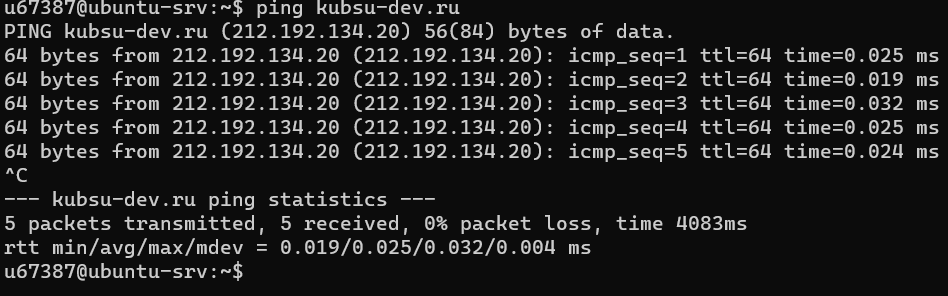 u67387@ubuntu-srv:~$ ping kubsu-dev.ru
PING kubsu-dev.ru (212.192.134.20) 56(84) bytes of data.
64 bytes from 212.192.134.20 (212.192.134.20): icmp_seq=1 ttl=64 time=0.025 ms
64 bytes from 212.192.134.20 (212.192.134.20): icmp_seq=2 ttl=64 time=0.019 ms
64 bytes from 212.192.134.20 (212.192.134.20): icmp_seq=3 ttl=64 time=0.032 ms
64 bytes from 212.192.134.20 (212.192.134.20): icmp_seq=4 ttl=64 time=0.025 ms
64 bytes from 212.192.134.20 (212.192.134.20): icmp_seq=5 ttl=64 time=0.024 ms
^C
--- kubsu-dev.ru ping statistics ---
5 packets transmitted, 5 received, 0% packet loss, time 4083ms
rtt min/avg/max/mdev = 0.019/0.025/0.032/0.004 ms
u67387@ubuntu-srv:~$